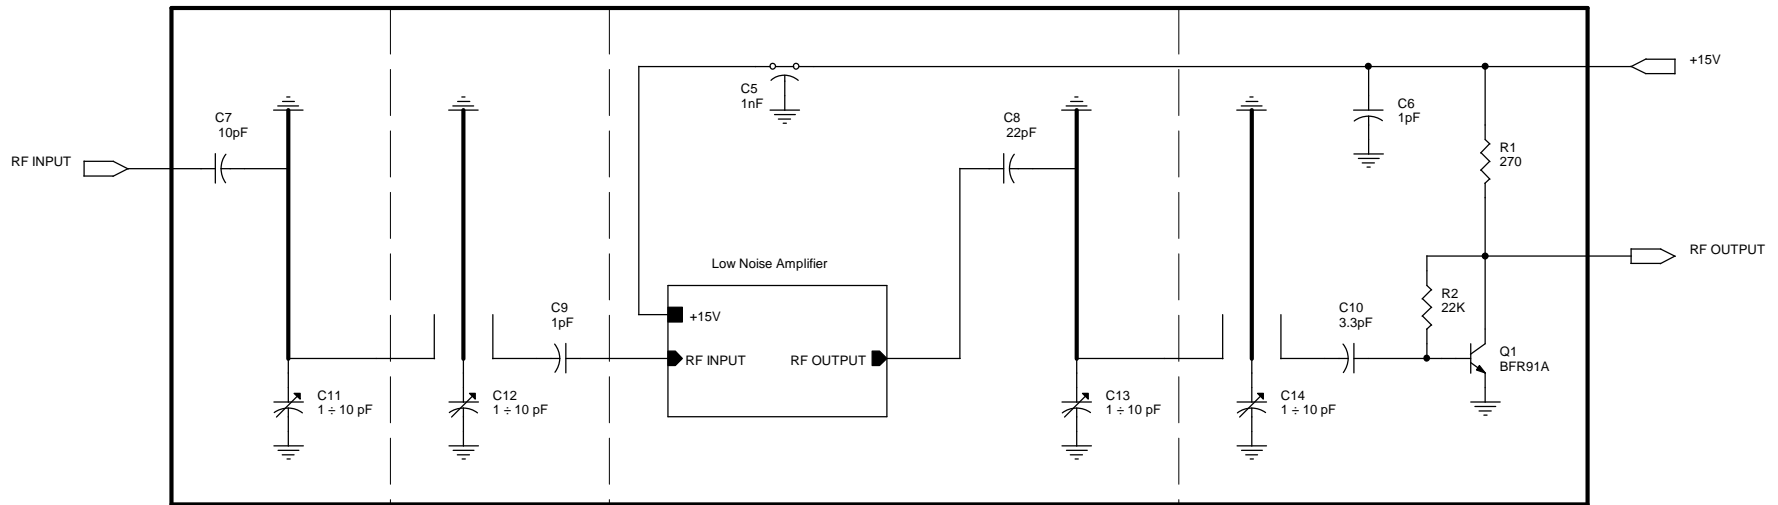 +15V
C5
1nF
C6
1pF
C7
10pF
C8
22pF
R1
270
RF INPUT
RF OUTPUT
Low Noise Amplifier
+15V
RF INPUT
RF OUTPUT
C9
1pF
R2
22K
C10
3.3pF
Q1
BFR91A
C11
1 ÷ 10 pF
C12
1 ÷ 10 pF
C13
1 ÷ 10 pF
C14
1 ÷ 10 pF